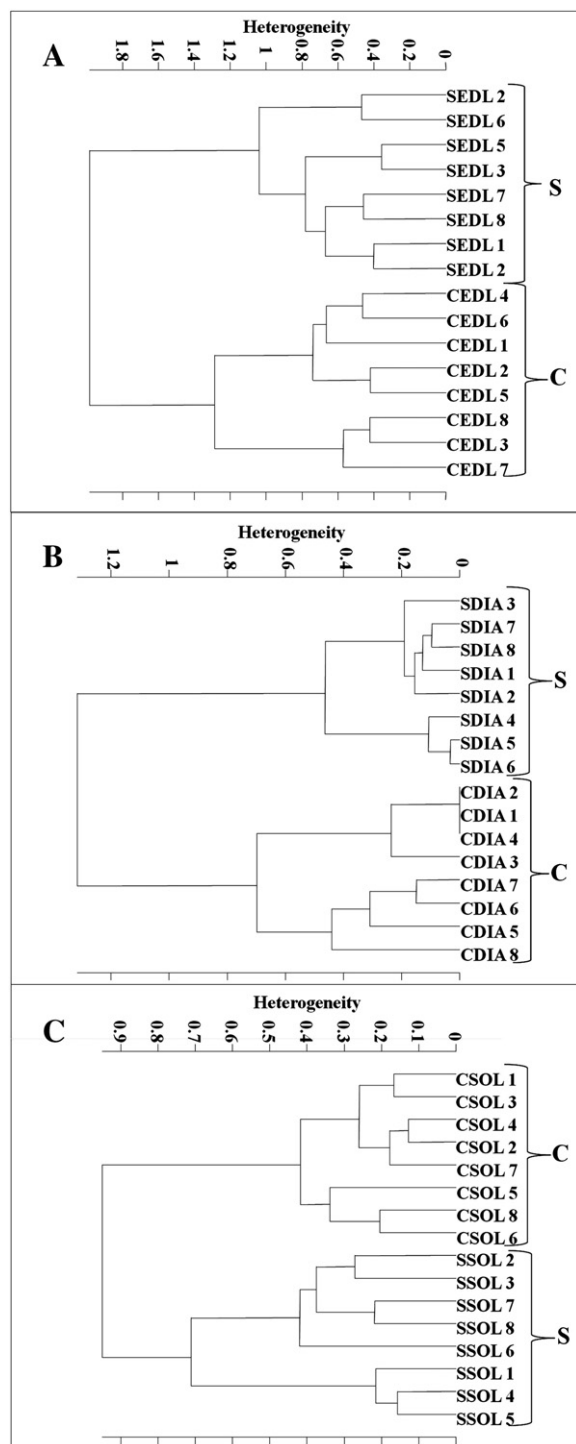 Heterogeneity
A
1.8 1.6 1.4 1.2 1 0.8 0.6 0.4 0.2 0
SEDL 2
SEDL 6
SEDL 5
SEDL 3
SEDL 7
SEDL 8
SEDL 1
SEDL 2
S
CEDL 4
CEDL 6
CEDL 1
CEDL 2
CEDL 5
CEDL 8
CEDL 3
CEDL 7
C
Heterogeneity
B
1.2 1 0.8 0.6 0.4 0.2 0
SDIA 3
SDIA 7
SDIA 8
SDIA 1
SDIA 2
SDIA 4
SDIA 5
SDIA 6
S
CDIA 2
CDIA 1
CDIA 4
CDIA 3
CDIA 7
CDIA 6
CDIA 5
CDIA 8
C
Heterogeneity
C
0.9 0.8 0.7 0.6 0.5 0.4 0.3 0.2 0.1 0
CSOL 1
CSOL 3
CSOL 4
CSOL 2
CSOL 7
CSOL 5
CSOL 8
CSOL 6
C
SSOL 2
SSOL 3
SSOL 7
SSOL 8
SSOL 6
SSOL 1
SSOL 4
SSOL 5
S